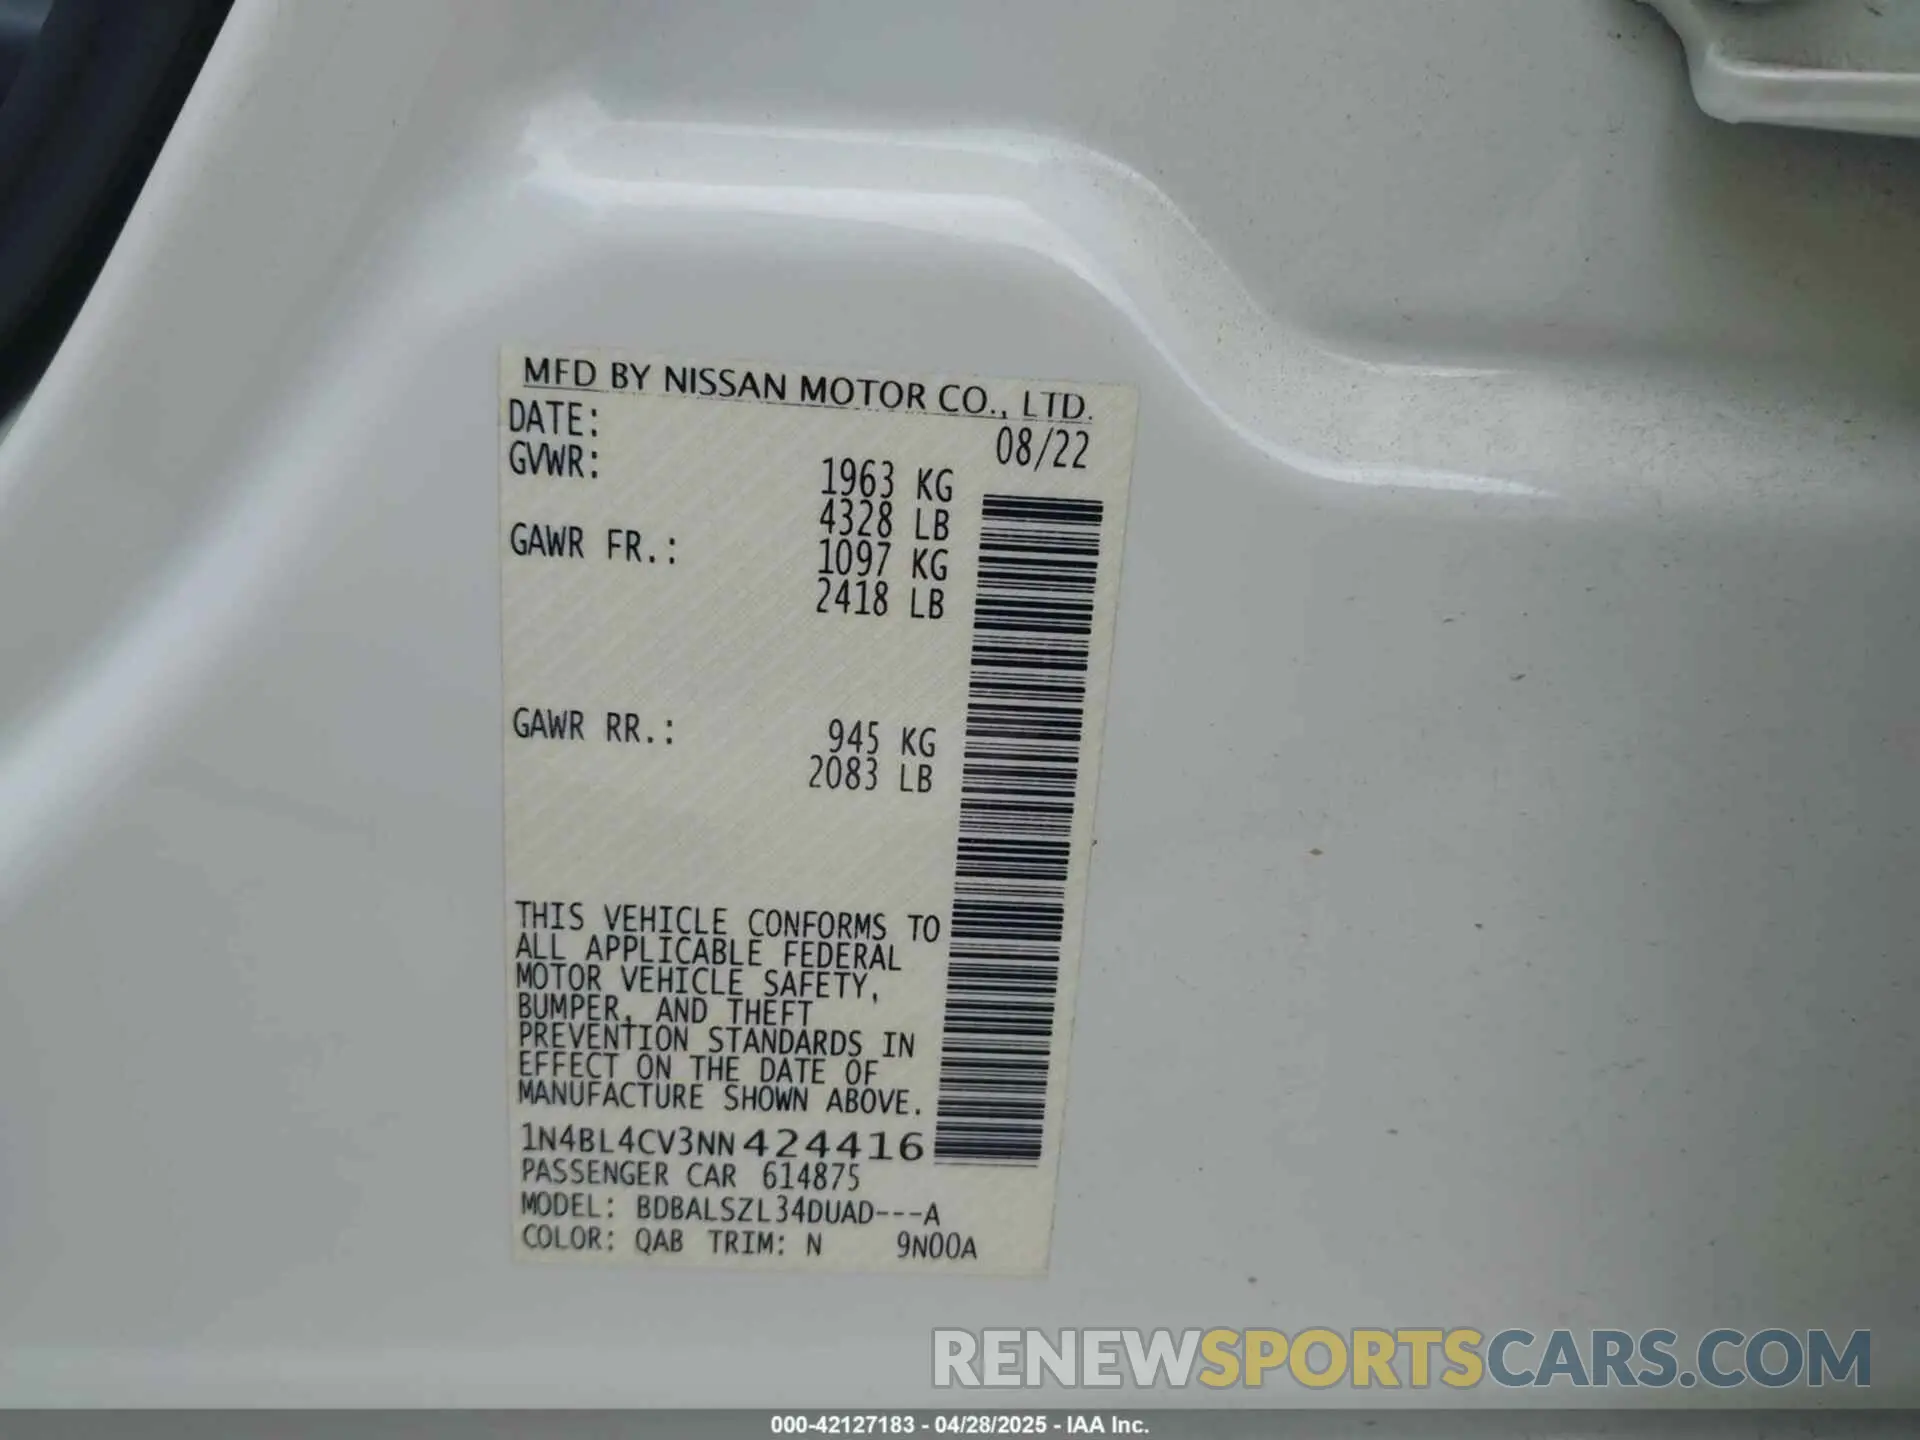 MFD BY NISSAN MOTOR CO., LTD.
DATE: 08/22
GVWR: 1963 KG
4328 LB
GAWR FR.: 1097 KG
2418 LB
GAWR RR.: 945 KG
2083 LB
THIS VEHICLE CONFORMS TO
ALL APPLICABLE FEDERAL
MOTOR VEHICLE SAFETY,
BUMPER, AND THEFT
PREVENTION STANDARDS IN
EFFECT ON THE DATE OF
MANUFACTURE SHOWN ABOVE.
1N4BL4CV3NN424416
PASSENGER CAR 614875
MODEL: BDBALSZL34DUAD---A
COLOR: QAB TRIM: N 9N00A
RENEWSPORTSCARS.COM
000-42127183 - 04/28/2025 - IAA Inc.